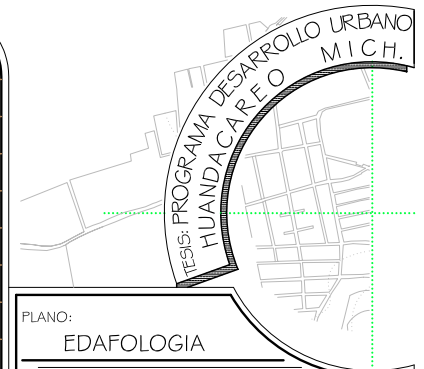 TESIS: PROGRAMA DESARROLLO URBANO
HUANDACAREO MICH.
PLANO:
EDAFOLOGIA